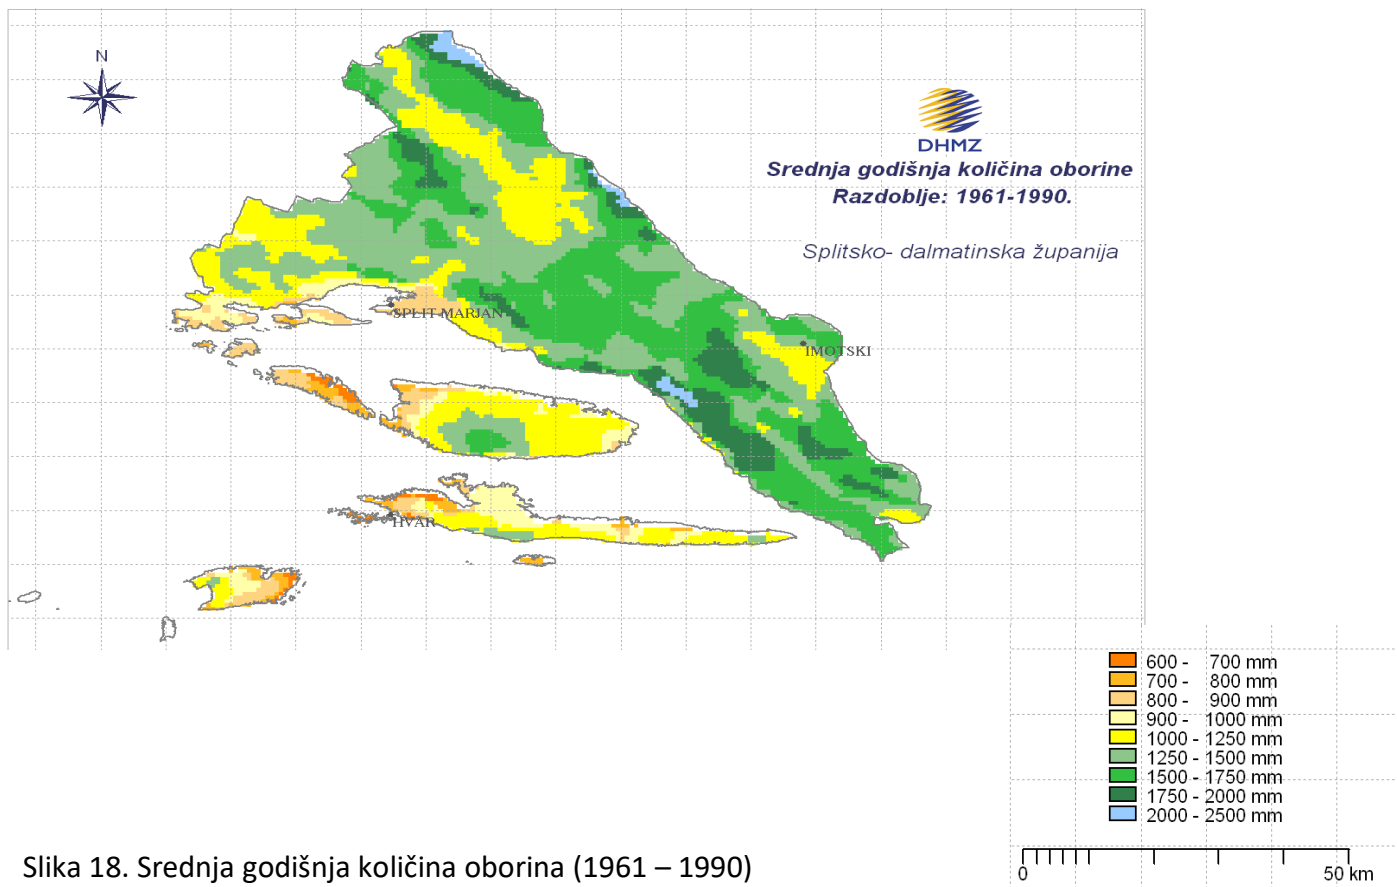 N
DHMZ
Srednja godišnja količina oborine
Razdoblje: 1961-1990.
Splitsko- dalmatinska županija
SPLIT-MARJAN
IMOTSKI
HVAR
600 - 700 mm
700 - 800 mm
800 - 900 mm
900 - 1000 mm
1000 - 1250 mm
1250 - 1500 mm
1500 - 1750 mm
1750 - 2000 mm
2000 - 2500 mm
0 50 km
Slika 18. Srednja godišnja količina oborina (1961 – 1990)